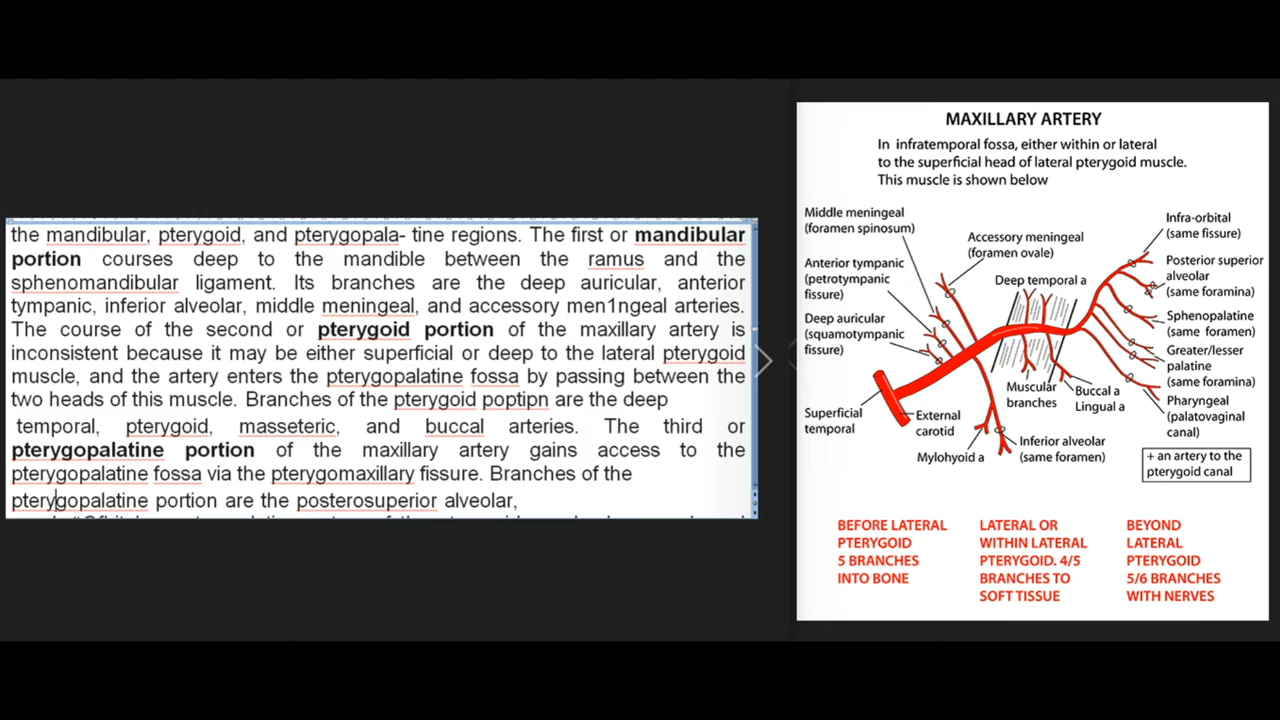 the mandibular, pterygoid, and pterygopala- tine regions. The first or mandibular
portion courses deep to the mandible between the ramus and the
sphenomandibular ligament. Its branches are the deep auricular, anterior
tympanic, inferior alveolar, middle meningeal, and accessory men1ngeal arteries.
The course of the second or pterygoid portion of the maxillary artery is
inconsistent because it may be either superficial or deep to the lateral pterygoid
muscle, and the artery enters the pterygopalatine fossa by passing between the
two heads of this muscle. Branches of the pterygoid poptipn are the deep
temporal, pterygoid, masseteric, and buccal arteries. The third or
pterygopalatine portion of the maxillary artery gains access to the
pterygopalatine fossa via the pterygomaxillary fissure. Branches of the
pterygopalatine portion are the posterosuperior alveolar,
MAXILLARY ARTERY
In infratemporal fossa, either within or lateral
to the superficial head of lateral pterygoid muscle.
This muscle is shown below
Middle meningeal
(foramen spinosum)
Accessory meningeal
(foramen ovale)
Anterior tympanic
(petrotympanic
fissure)
Deep temporal a
Deep auricular
(squamotympanic
fissure)
Superficial
temporal
External
carotid
Mylohyoid a
Inferior alveolar
(same foramen)
Muscular
branches
Buccal a
Lingual a
Infra-orbital
(same fissure)
Posterior superior
alveolar
(same foramina)
Sphenopalatine
(same foramen)
Greater/lesser
palatine
(same foramina)
Pharyngeal
(palatovaginal
canal)
+ an artery to the
pterygoid canal
BEFORE LATERAL
PTERYGOID
5 BRANCHES
INTO BONE
LATERAL OR
WITHIN LATERAL
PTERYGOID. 4/5
BRANCHES TO
SOFT TISSUE
BEYOND
LATERAL
PTERYGOID
5/6 BRANCHES
WITH NERVES